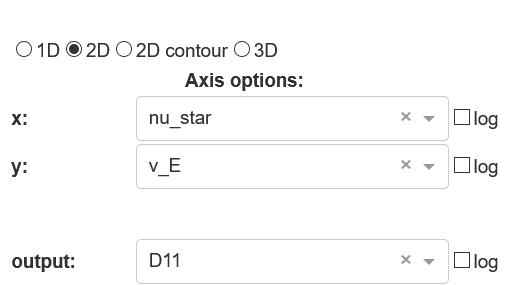 1D 2D 2D contour 3D
Axis options:
x: nu_star × log
y: v_E × log
output: D11 × log